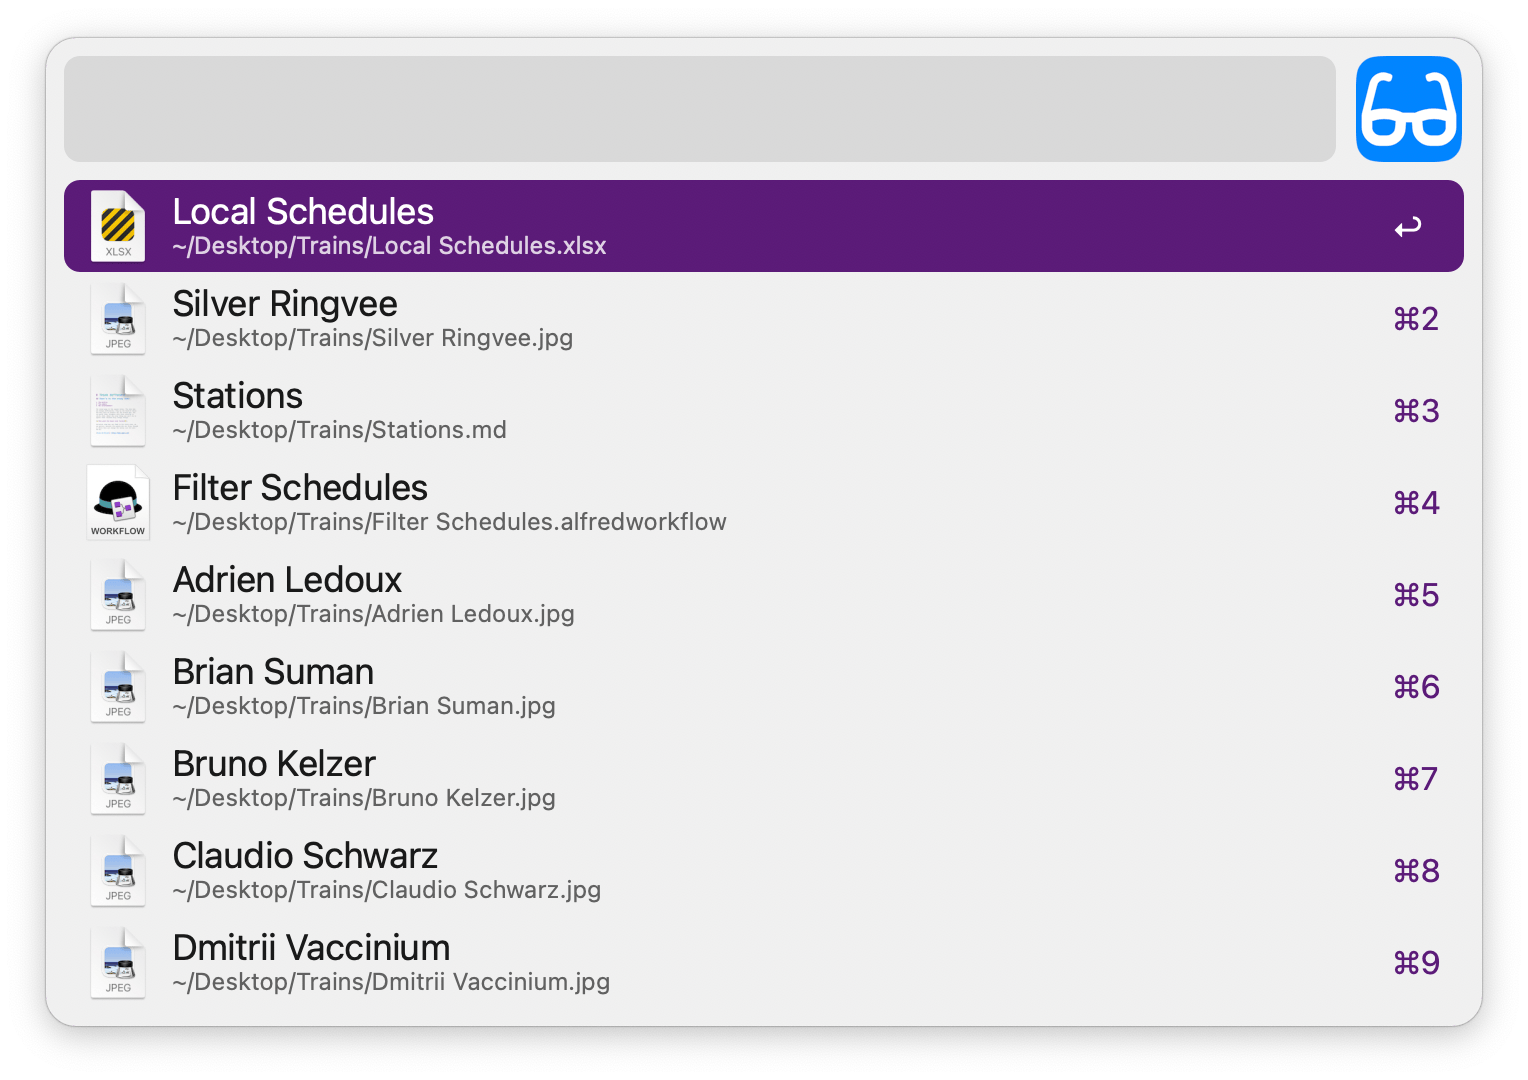 XLSX
Local Schedules
~/Desktop/Trains/Local Schedules.xlsx
JPEG
Silver Ringvee
~/Desktop/Trains/Silver Ringvee.jpg
⌘2
Stations
~/Desktop/Trains/Stations.md
⌘3
WORKFLOW
Filter Schedules
~/Desktop/Trains/Filter Schedules.alfredworkflow
⌘4
JPEG
Adrien Ledoux
~/Desktop/Trains/Adrien Ledoux.jpg
⌘5
JPEG
Brian Suman
~/Desktop/Trains/Brian Suman.jpg
⌘6
JPEG
Bruno Kelzer
~/Desktop/Trains/Bruno Kelzer.jpg
⌘7
JPEG
Claudio Schwarz
~/Desktop/Trains/Claudio Schwarz.jpg
⌘8
JPEG
Dmitrii Vaccinium
~/Desktop/Trains/Dmitrii Vaccinium.jpg
⌘9